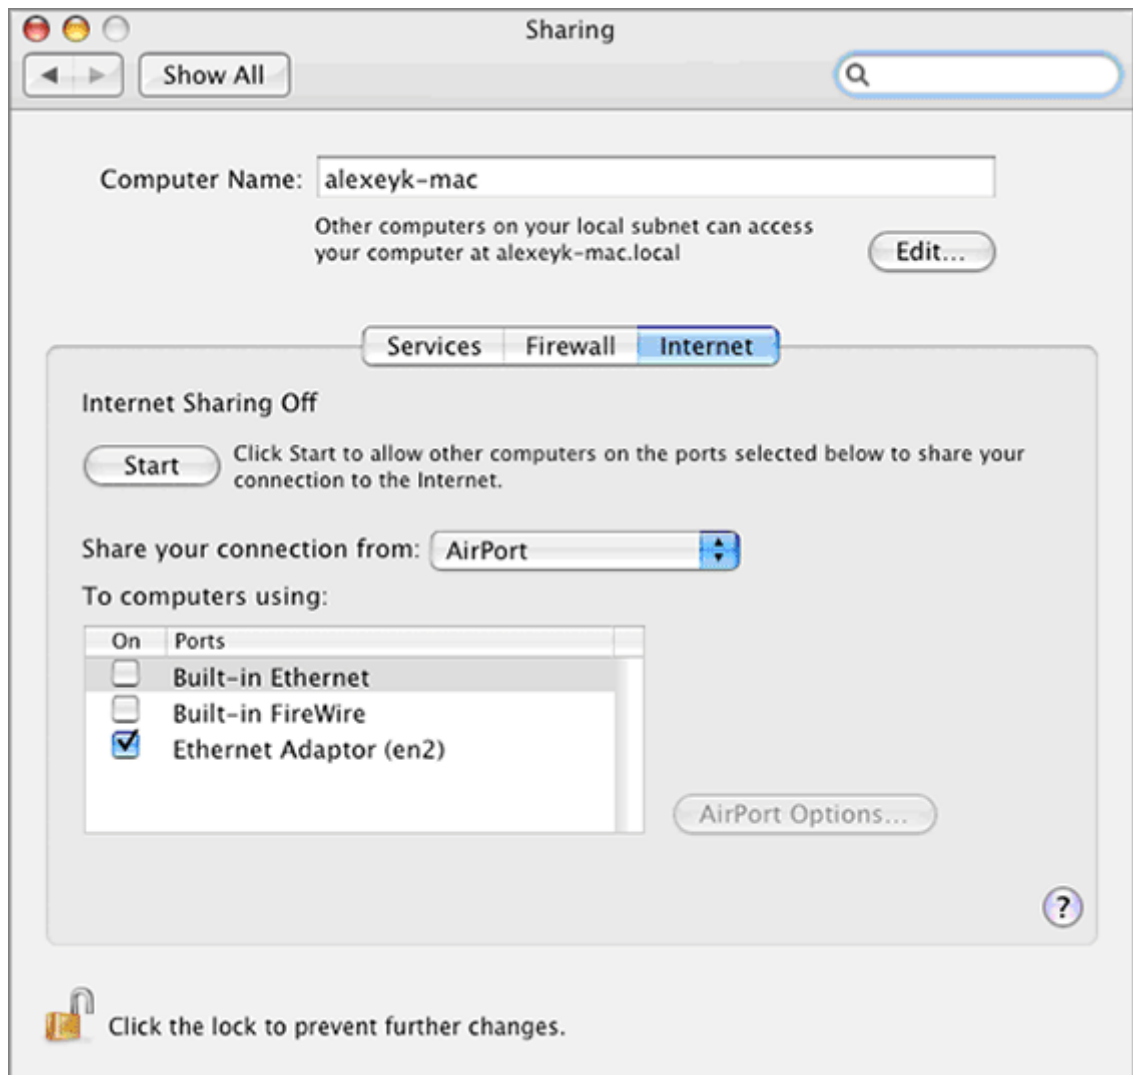 Sharing
Show All
Computer Name: alexeyk-mac
Other computers on your local subnet can access
your computer at alexeyk-mac.local
Edit...
Services Firewall Internet
Internet Sharing Off
Start
Click Start to allow other computers on the ports selected below to share your
connection to the Internet.
Share your connection from: AirPort
To computers using:
On Ports
Built-in Ethernet
Built-in FireWire
Ethernet Adaptor (en2)
AirPort Options...
?
Click the lock to prevent further changes.